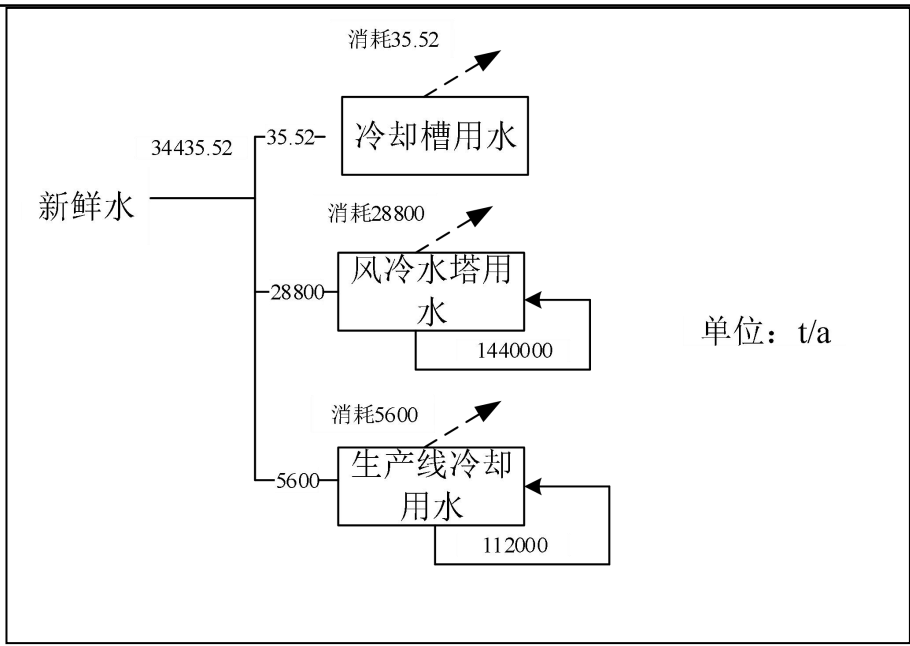 消耗35.52
冷却槽用水
34435.52
35.52
新鲜水
消耗28800
风冷水塔用
水
28800
1440000
单位：t/a
消耗5600
生产线冷却
用水
5600
112000